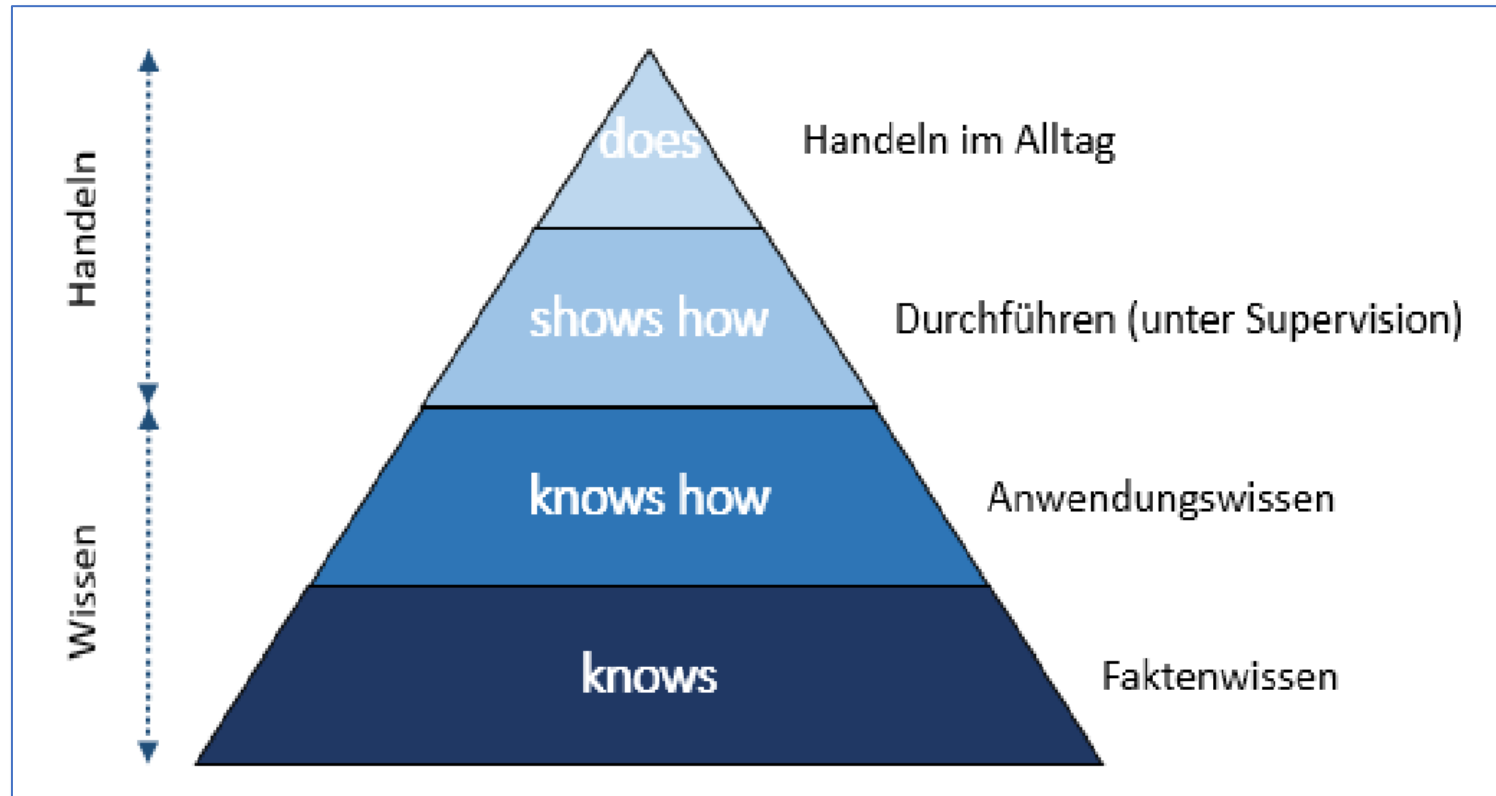 does
Handeln im Alltag
Handeln
shows how
Durchführen (unter Supervision)
knows how
Anwendungswissen
Wissen
knows
Faktenwissen